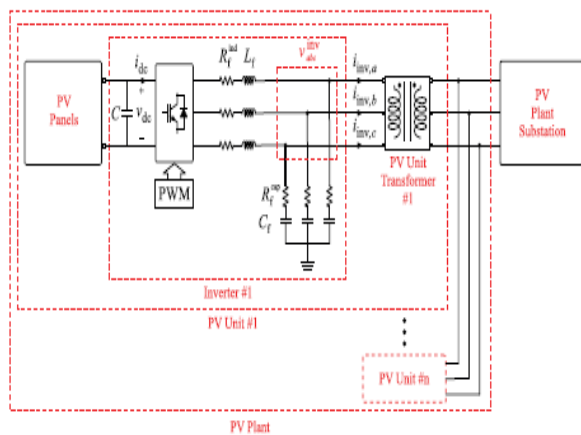 PV
Panels
C
i_dc
+
v_dc
−
PWM
R_f^ind
L_f
v_abc^inv
i_inv,a
i_inv,b
i_inv,c
R_f^cap
C_f
PV Unit
Transformer
#1
PV
Plant
Substation
Inverter #1
PV Unit #1
PV Unit #n
PV Plant